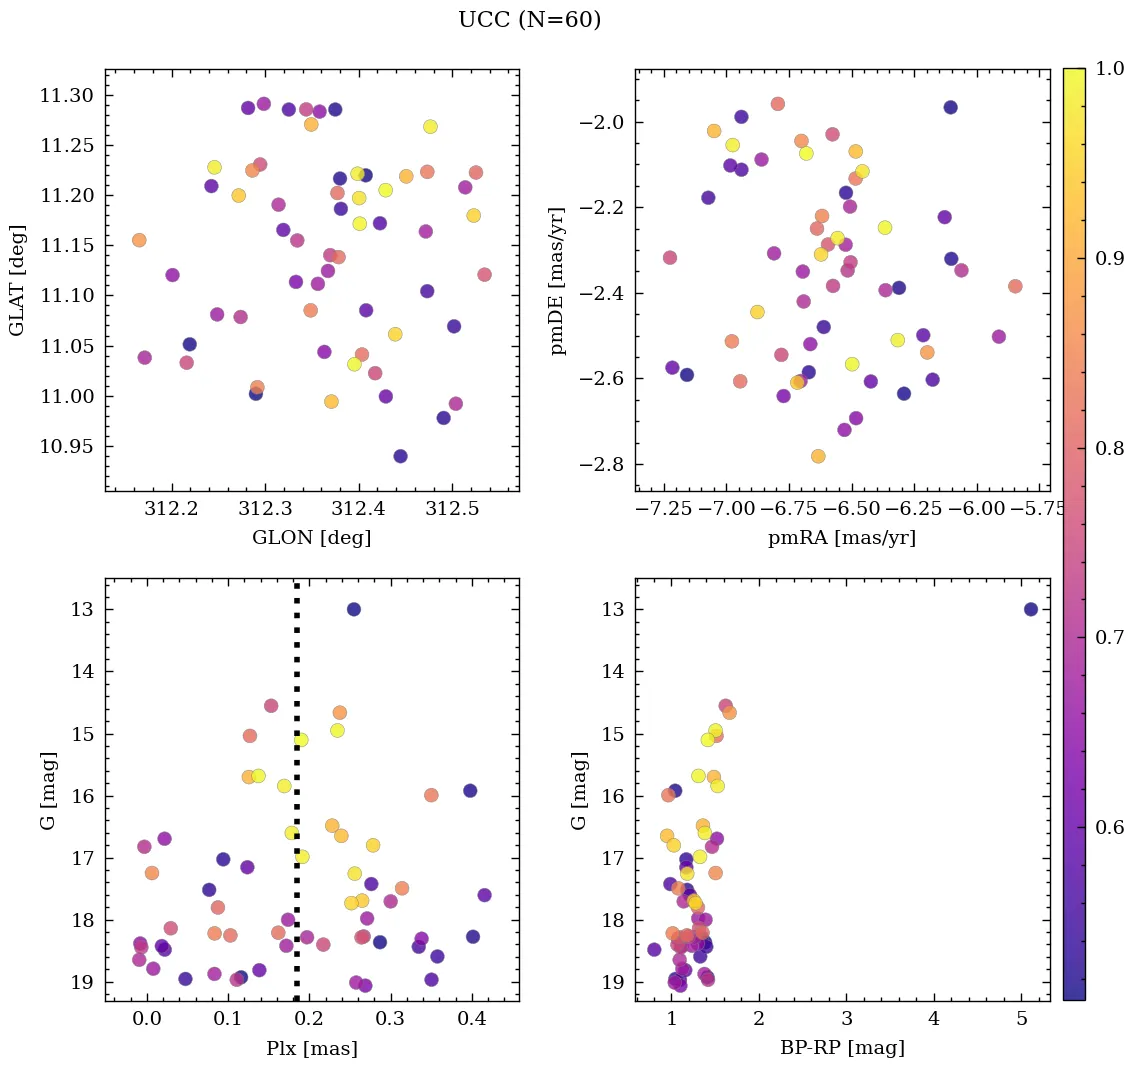 UCC (N=60)
11.30
11.25
11.20
11.15
11.10
11.05
11.00
10.95
GLAT [deg]
312.2 312.3 312.4 312.5
GLON [deg]
−2.0
−2.2
−2.4
−2.6
−2.8
pmDE [mas/yr]
−7.25 −7.00 −6.75 −6.50 −6.25 −6.00 −5.75
pmRA [mas/yr]
13
14
15
16
17
18
19
G [mag]
0.0 0.1 0.2 0.3 0.4
Plx [mas]
13
14
15
16
17
18
19
G [mag]
1 2 3 4 5
BP-RP [mag]
1.0
0.9
0.8
0.7
0.6